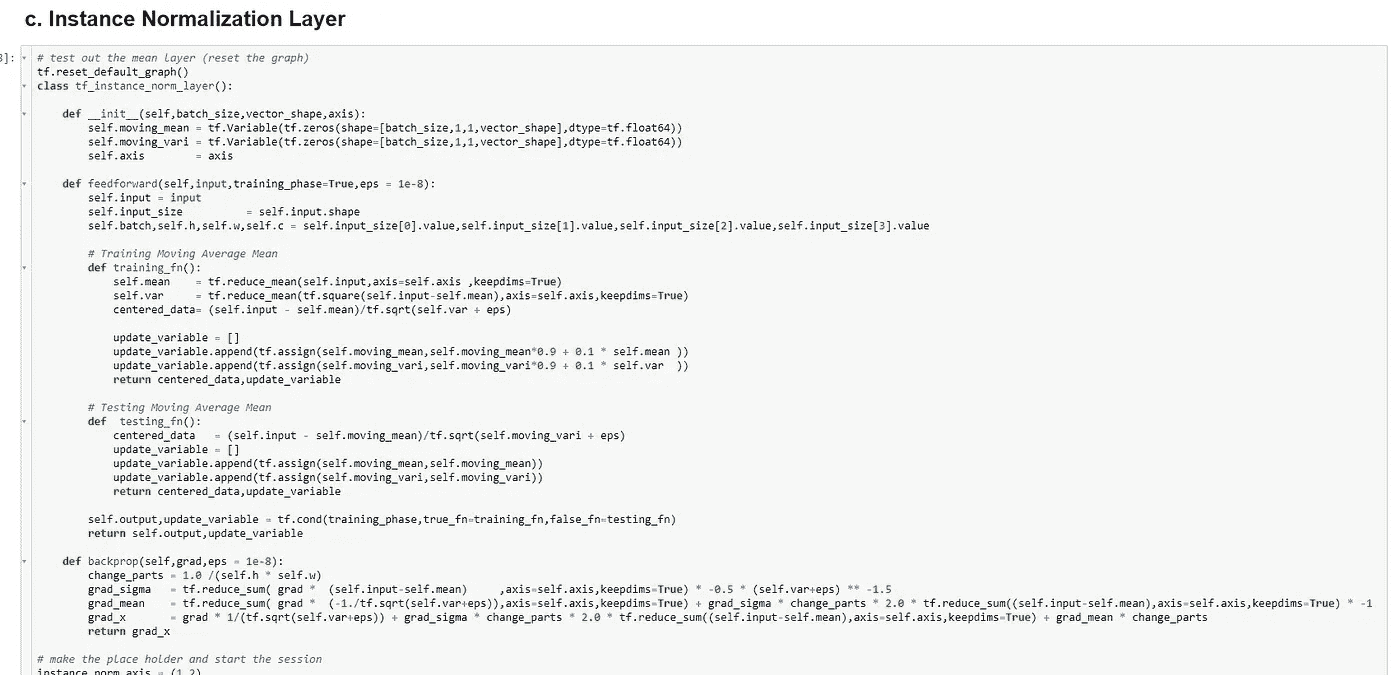 c. Instance Normalization Layer
3]:
# test out the mean layer (reset the graph)
tf.reset_default_graph()
class tf_instance_norm_layer():
def __init__(self,batch_size,vector_shape,axis):
self.moving_mean = tf.Variable(tf.zeros(shape=[batch_size,1,1,vector_shape],dtype=tf.float64))
self.moving_vari = tf.Variable(tf.zeros(shape=[batch_size,1,1,vector_shape],dtype=tf.float64))
self.axis = axis
def feedforward(self,input,training_phase=True,eps = 1e-8):
self.input = input
self.input_size = self.input.shape
self.batch,self.h,self.w,self.c = self.input_size[0].value,self.input_size[1].value,self.input_size[2].value,self.input_size[3].value
# Training Moving Average Mean
def training_fn():
self.mean = tf.reduce_mean(self.input,axis=self.axis ,keepdims=True)
self.var = tf.reduce_mean(tf.square(self.input-self.mean),axis=self.axis,keepdims=True)
centered_data= (self.input - self.mean)/tf.sqrt(self.var + eps)
update_variable = []
update_variable.append(tf.assign(self.moving_mean,self.moving_mean*0.9 + 0.1 * self.mean ))
update_variable.append(tf.assign(self.moving_vari,self.moving_vari*0.9 + 0.1 * self.var ))
return centered_data,update_variable
# Testing Moving Average Mean
def testing_fn():
centered_data = (self.input - self.moving_mean)/tf.sqrt(self.moving_vari + eps)
update_variable = []
update_variable.append(tf.assign(self.moving_mean,self.moving_mean))
update_variable.append(tf.assign(self.moving_vari,self.moving_vari))
return centered_data,update_variable
self.output,update_variable = tf.cond(training_phase,true_fn=training_fn,false_fn=testing_fn)
return self.output,update_variable
def backprop(self,grad,eps = 1e-8):
change_parts = 1.0 /(self.h * self.w)
grad_sigma = tf.reduce_sum( grad * (self.input-self.mean) ,axis=self.axis,keepdims=True) * -0.5 * (self.var+eps) ** -1.5
grad_mean = tf.reduce_sum( grad * (-1./tf.sqrt(self.var+eps)),axis=self.axis,keepdims=True) + grad_sigma * change_parts * 2.0 * tf.reduce_sum((self.input-self.mean),axis=self.axis,keepdims=True) * -1
grad_x = grad * 1/(tf.sqrt(self.var+eps)) + grad_sigma * change_parts * 2.0 * tf.reduce_sum((self.input-self.mean),axis=self.axis,keepdims=True) + grad_mean * change_parts
return grad_x
# make the place holder and start the session
instance_norm_axis = (1,2)